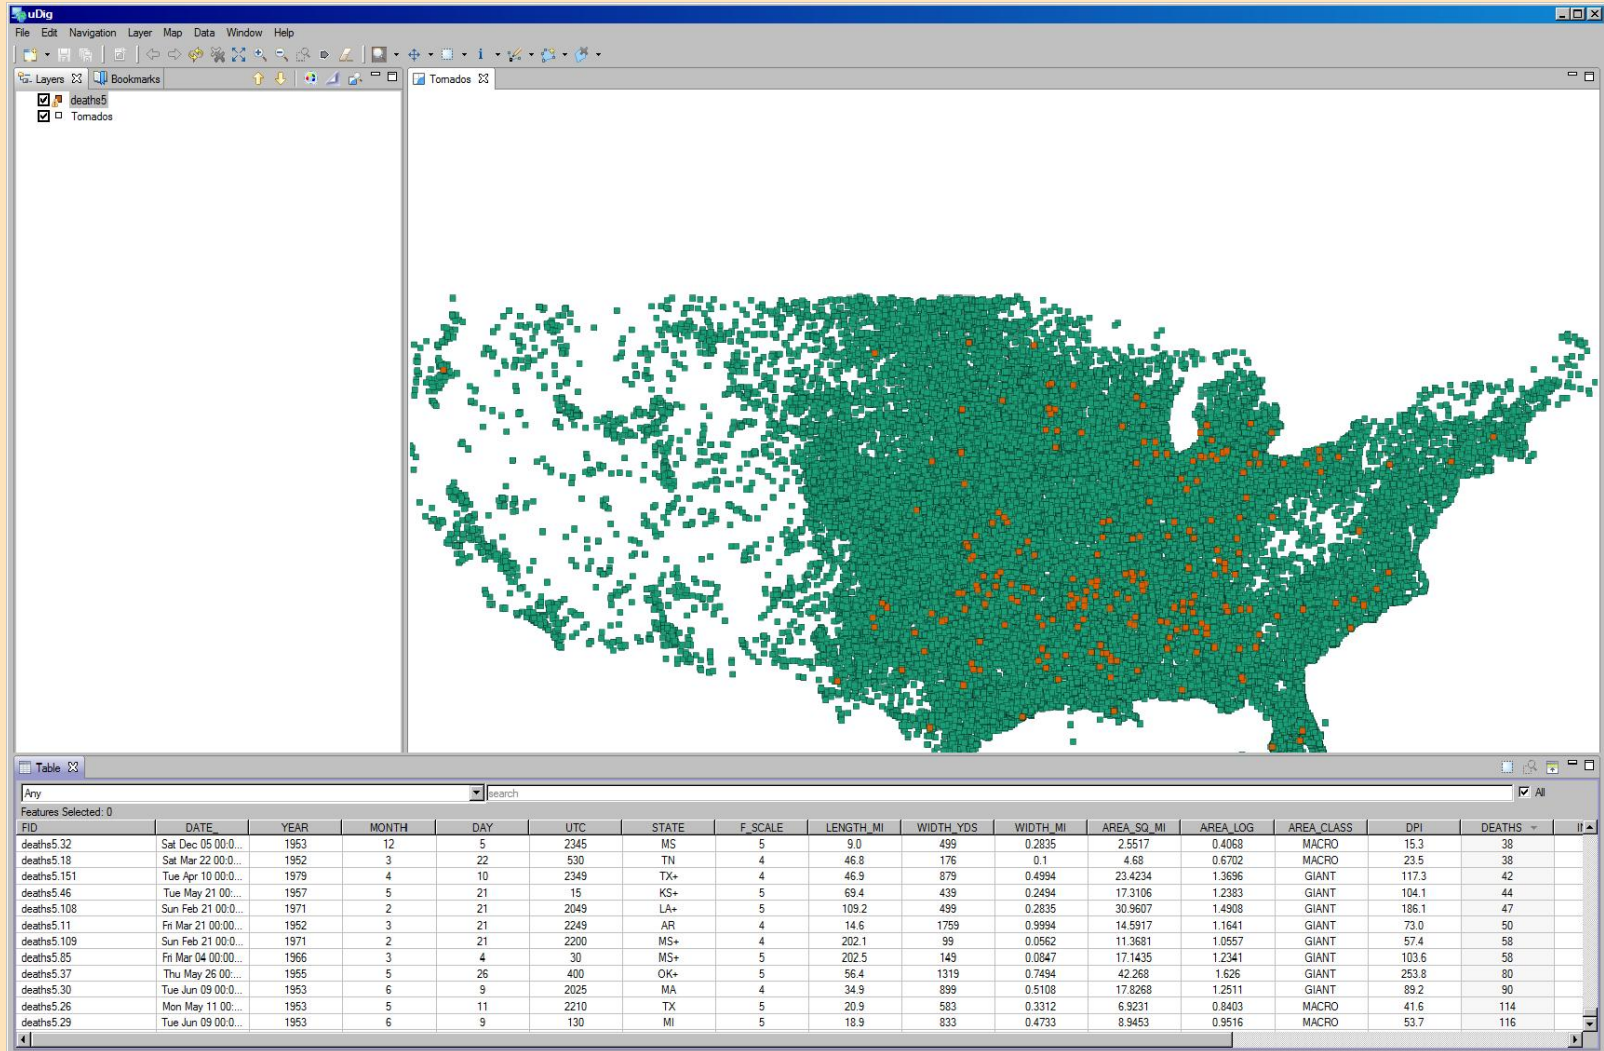 uDig
File Edit Navigation Layer Map Data Window Help
Layers Bookmarks
deaths5
Tornados
Tornados
Table
Any search All
Features Selected: 0
FID DATE_ YEAR MONTH DAY UTC STATE F_SCALE LENGTH_MI WIDTH_YDS WIDTH_MI AREA_SQ_MI AREA_LOG AREA_CLASS DPI DEATHS
deaths5.32 Sat Dec 05 00:0... 1953 12 5 2345 MS 5 9.0 499 0.2835 2.5517 0.4068 MACRO 15.3 38
deaths5.18 Sat Mar 22 00:0... 1952 3 22 530 TN 4 46.8 176 0.1 4.68 0.6702 MACRO 23.5 38
deaths5.151 Tue Apr 10 00:0... 1979 4 10 2349 TX+ 4 46.9 879 0.4994 23.4234 1.3696 GIANT 117.3 42
deaths5.46 Tue May 21 00:... 1957 5 21 15 KS+ 5 69.4 439 0.2494 17.3106 1.2383 GIANT 104.1 44
deaths5.108 Sun Feb 21 00:0... 1971 2 21 2049 LA+ 5 109.2 499 0.2835 30.9607 1.4908 GIANT 186.1 47
deaths5.11 Fri Mar 21 00:00... 1952 3 21 2249 AR 4 14.6 1759 0.9994 14.5917 1.1641 GIANT 73.0 50
deaths5.109 Sun Feb 21 00:0... 1971 2 21 2200 MS+ 4 202.1 99 0.0562 11.3681 1.0557 GIANT 57.4 58
deaths5.85 Fri Mar 04 00:00... 1966 3 4 30 MS+ 5 202.5 149 0.0847 17.1435 1.2341 GIANT 103.6 58
deaths5.37 Thu May 26 00:... 1955 5 26 400 OK+ 5 56.4 1319 0.7494 42.268 1.626 GIANT 253.8 80
deaths5.30 Tue Jun 09 00:0... 1953 6 9 2025 MA 4 34.9 899 0.5108 17.8268 1.2511 GIANT 89.2 90
deaths5.26 Mon May 11 00:... 1953 5 11 2210 TX 5 20.9 583 0.3312 6.9231 0.8403 MACRO 41.6 114
deaths5.29 Tue Jun 09 00:0... 1953 6 9 130 MI 5 18.9 833 0.4733 8.9453 0.9516 MACRO 53.7 116